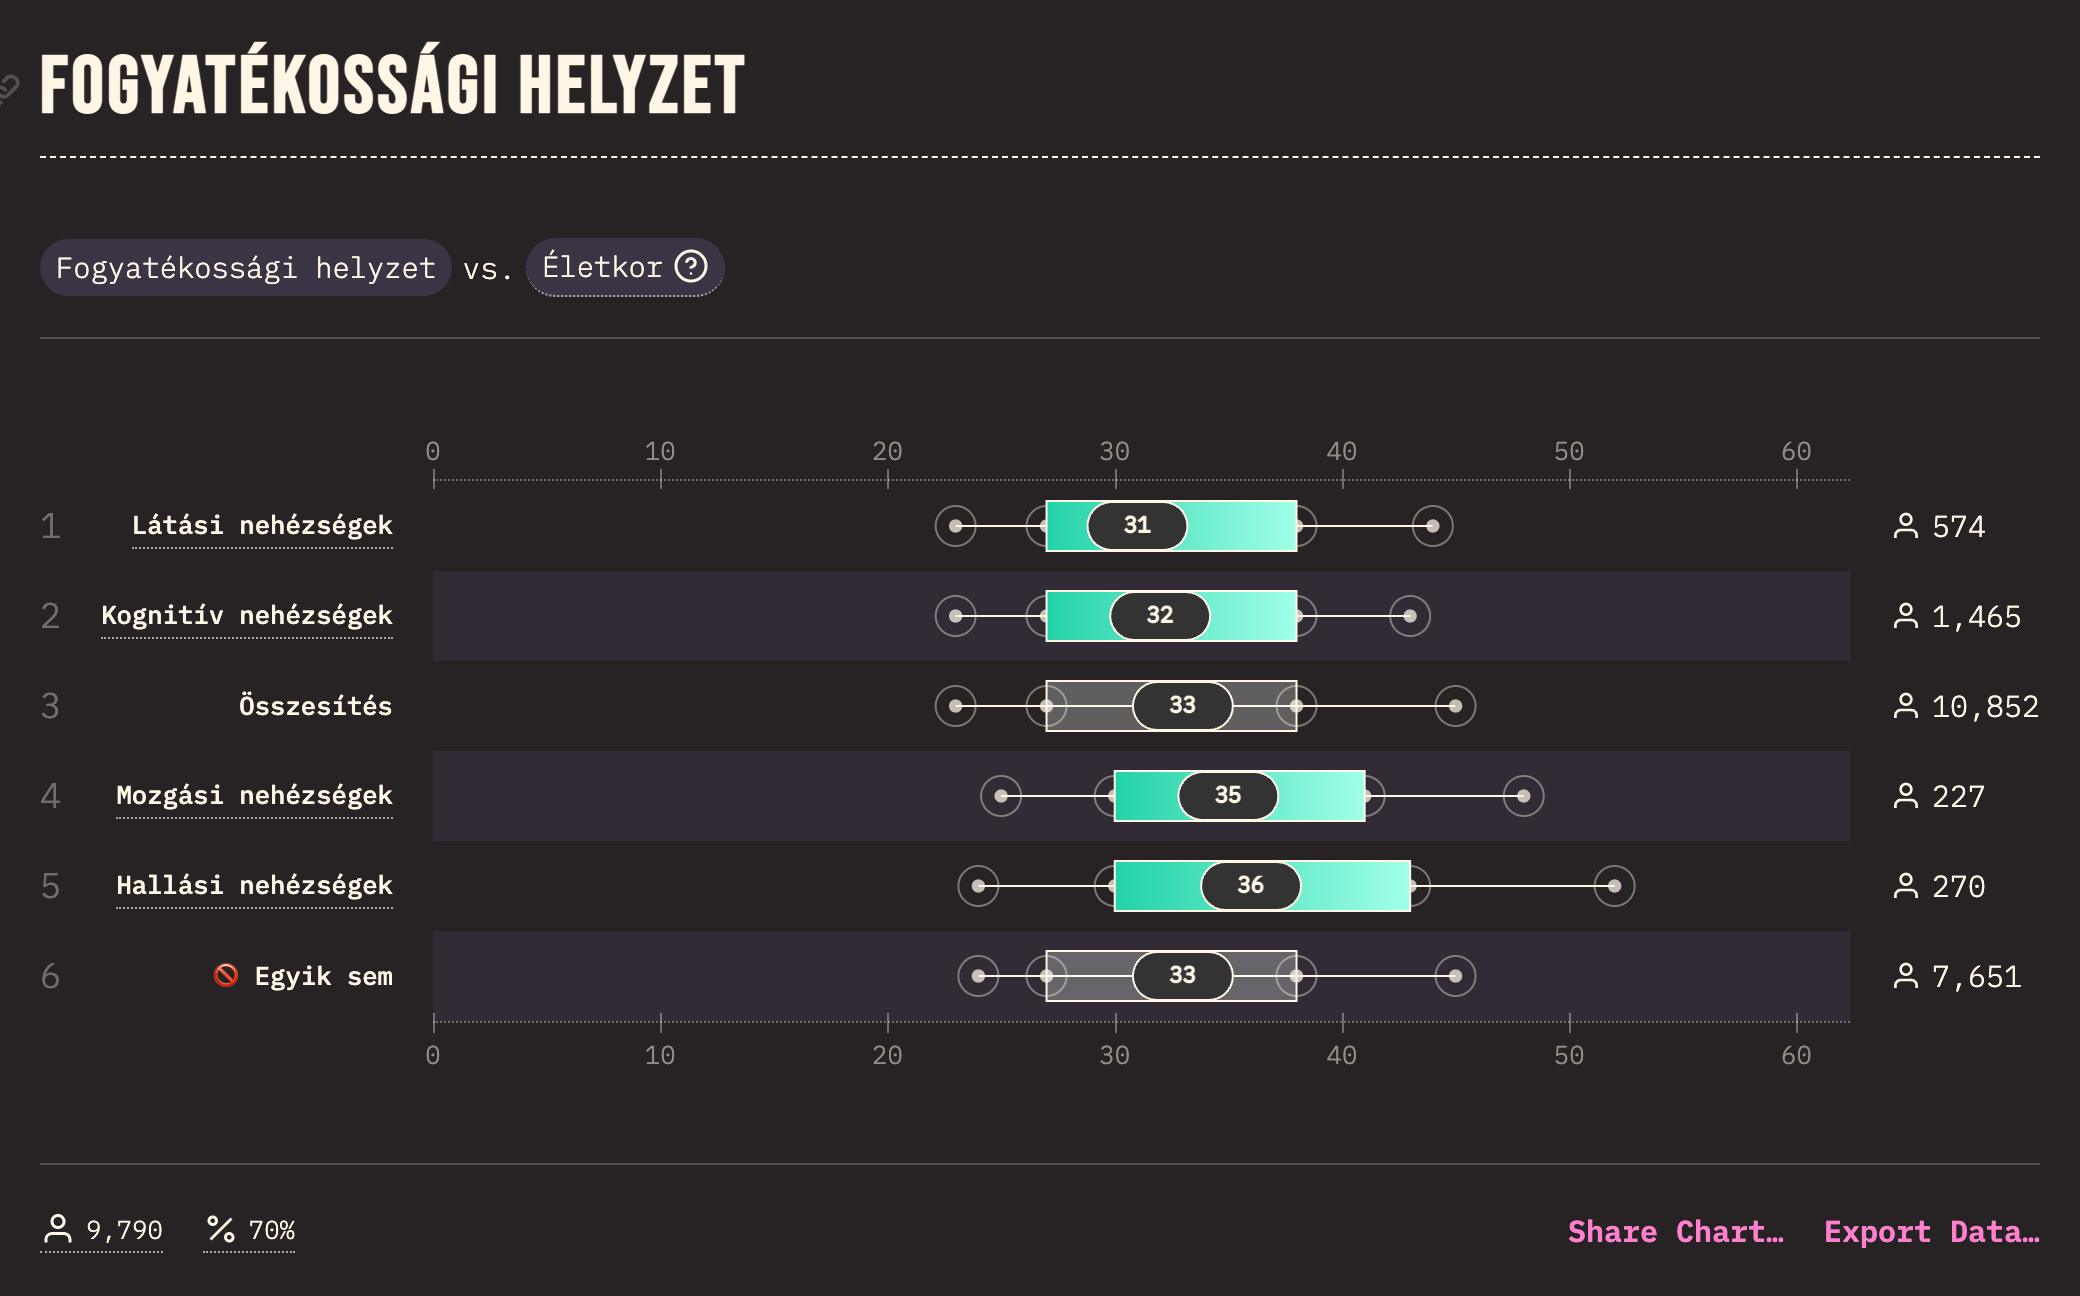 FOGYATÉKOSSÁGI HELYZET
Fogyatékossági helyzet vs. Életkor
0 10 20 30 40 50 60
1 Látási nehézségek 31 574
2 Kognitív nehézségek 32 1,465
3 Összesítés 33 10,852
4 Mozgási nehézségek 35 227
5 Hallási nehézségek 36 270
6 Egyik sem 33 7,651
0 10 20 30 40 50 60
9,790 70% Share Chart… Export Data…